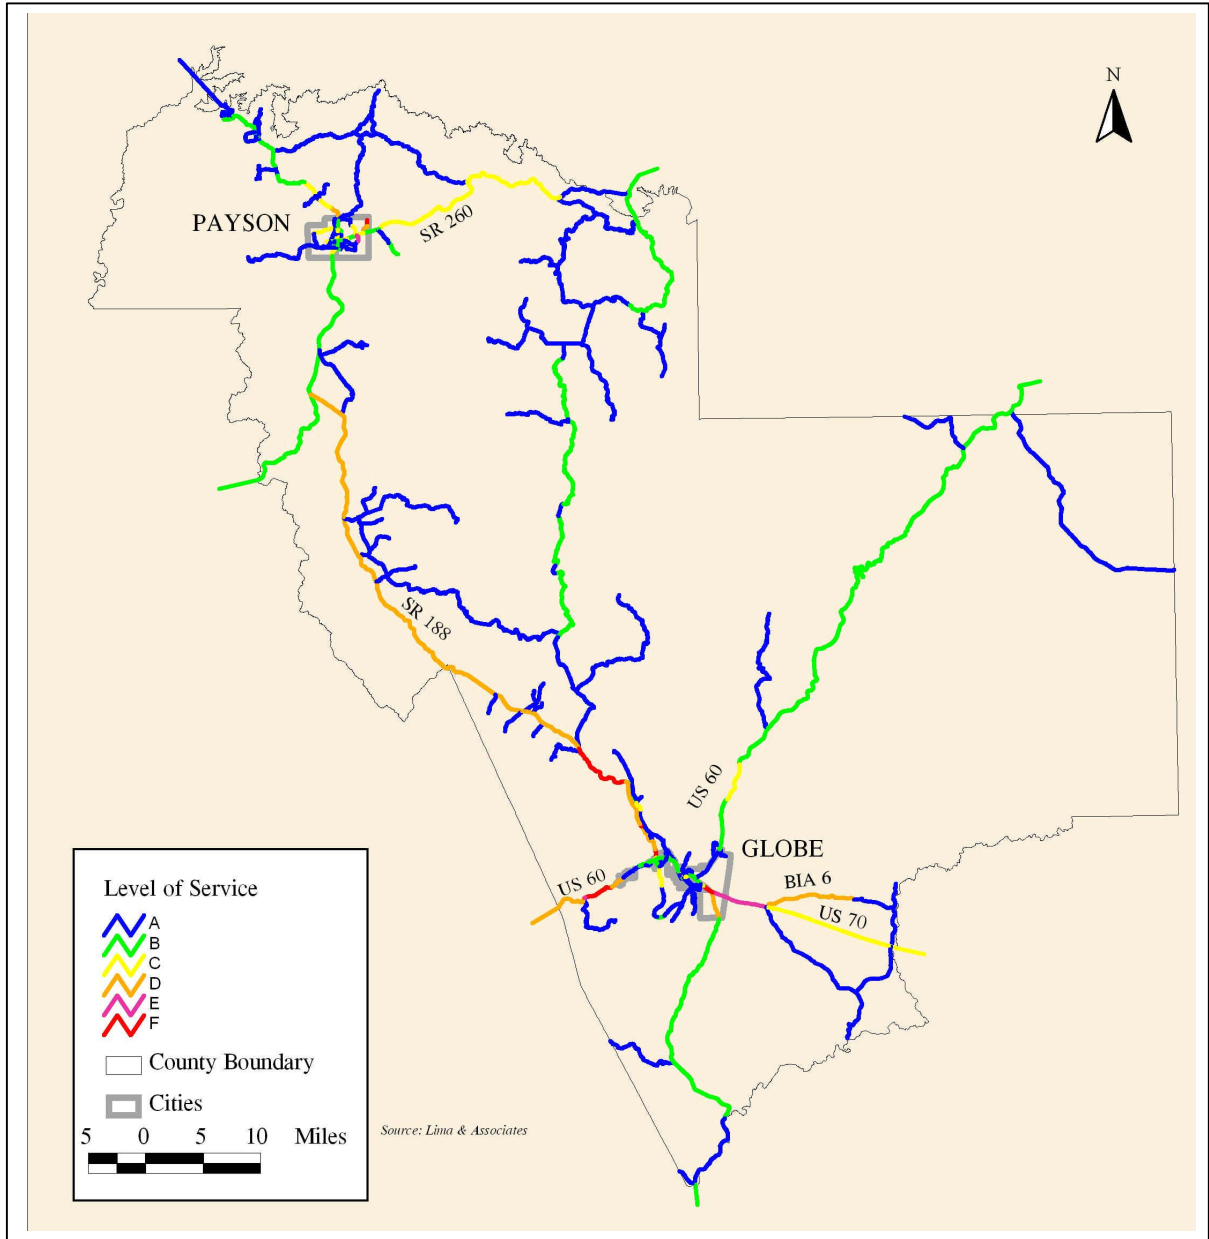 N
PAYSON
SR 260
SR 188
US 60
GLOBE
US 60
BIA 6
US 70
Level of Service
A
B
C
D
E
F
County Boundary
Cities
5 0 5 10 Miles
Source: Lima & Associates